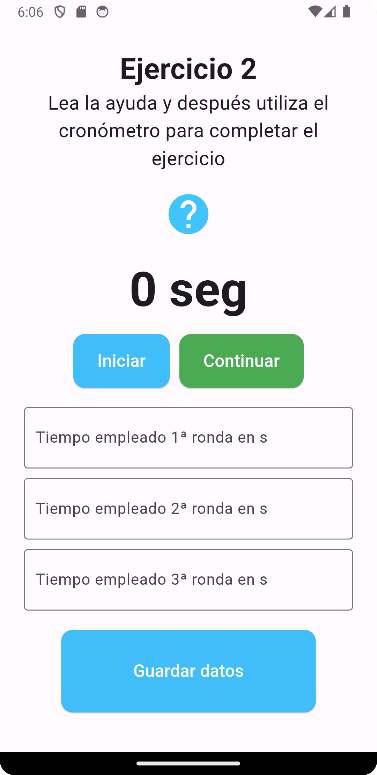 6:06
Ejercicio 2
Lea la ayuda y después utiliza el
cronómetro para completar el
ejercicio
?
0 seg
Iniciar
Continuar
Tiempo empleado 1ª ronda en s
Tiempo empleado 2ª ronda en s
Tiempo empleado 3ª ronda en s
Guardar datos